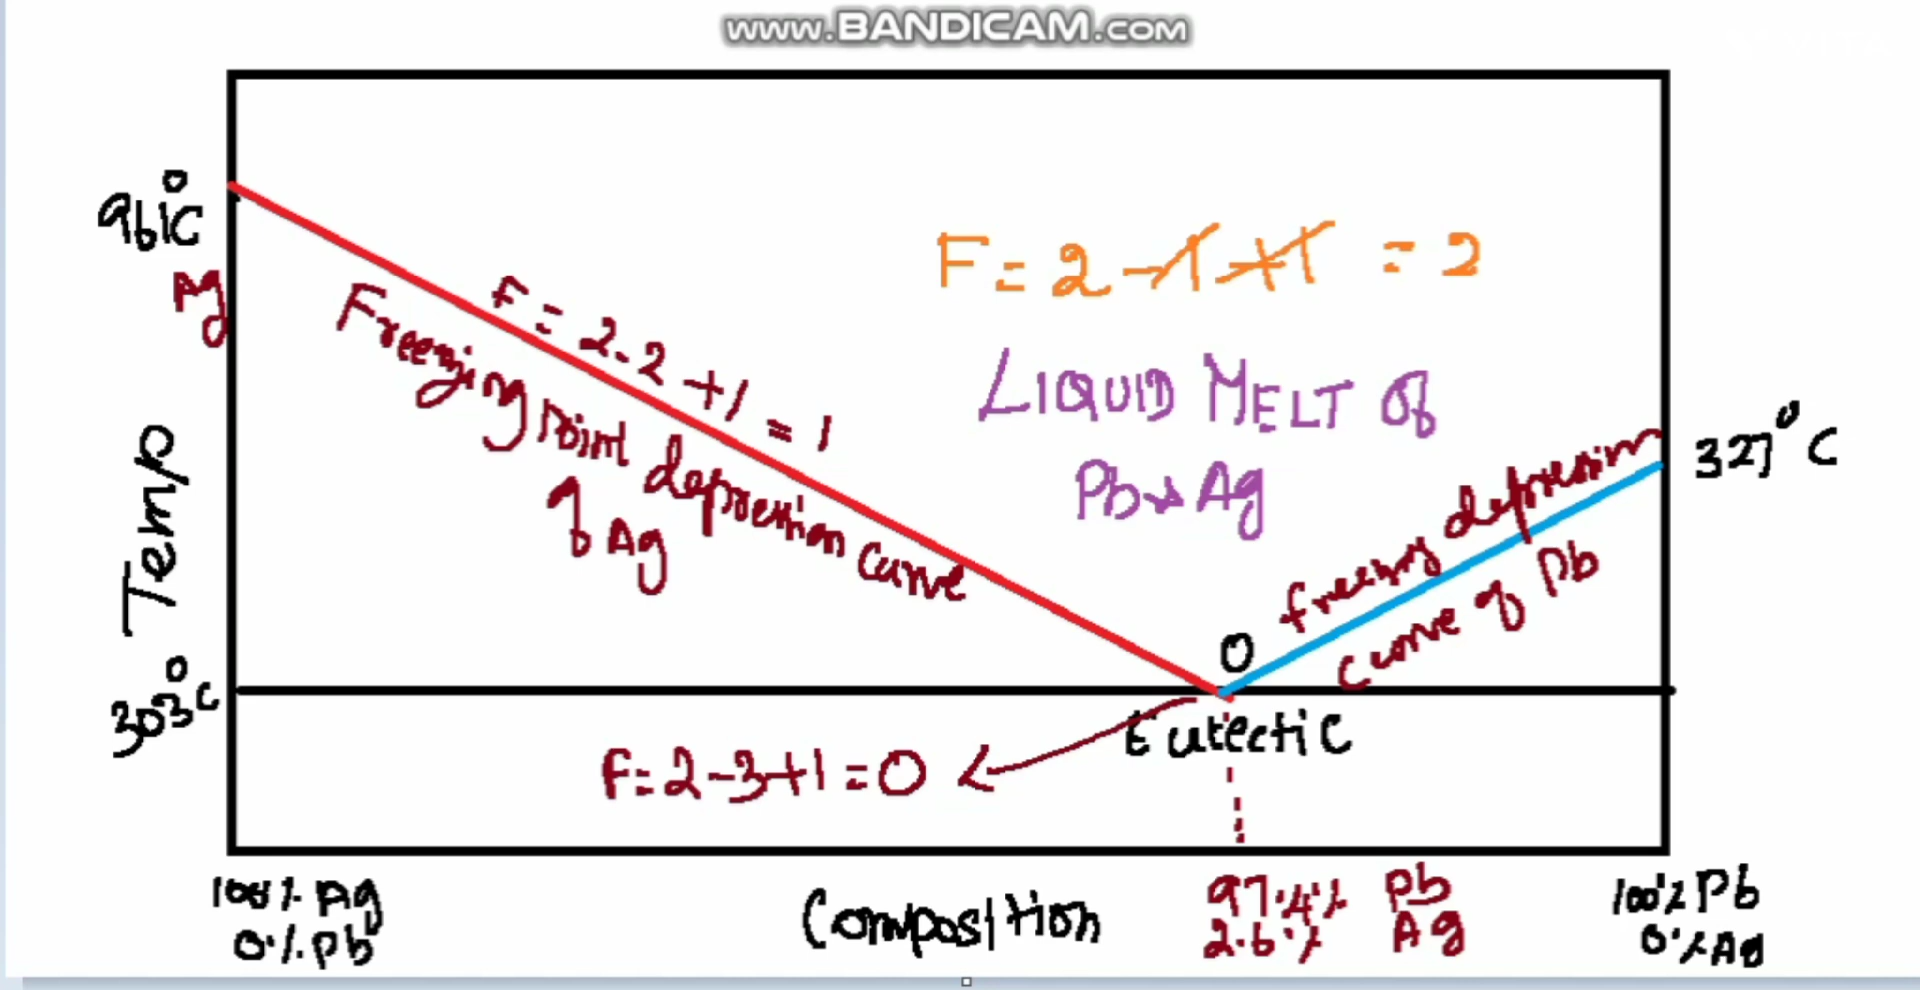 www.BANDICAM.com
961°C
Ag
F = 2-2+1 = 1
Freezing point depression curve
of Ag
F = 2-1+1 = 2
LIQUID MELT Of
Pb & Ag
327°C
freezing depression
curve of Pb
Temp
O
303°C
Eutectic
F = 2-3+1 = 0
100% Ag
0% Pb
Composition
97.4% Pb
2.6% Ag
100% Pb
0% Ag